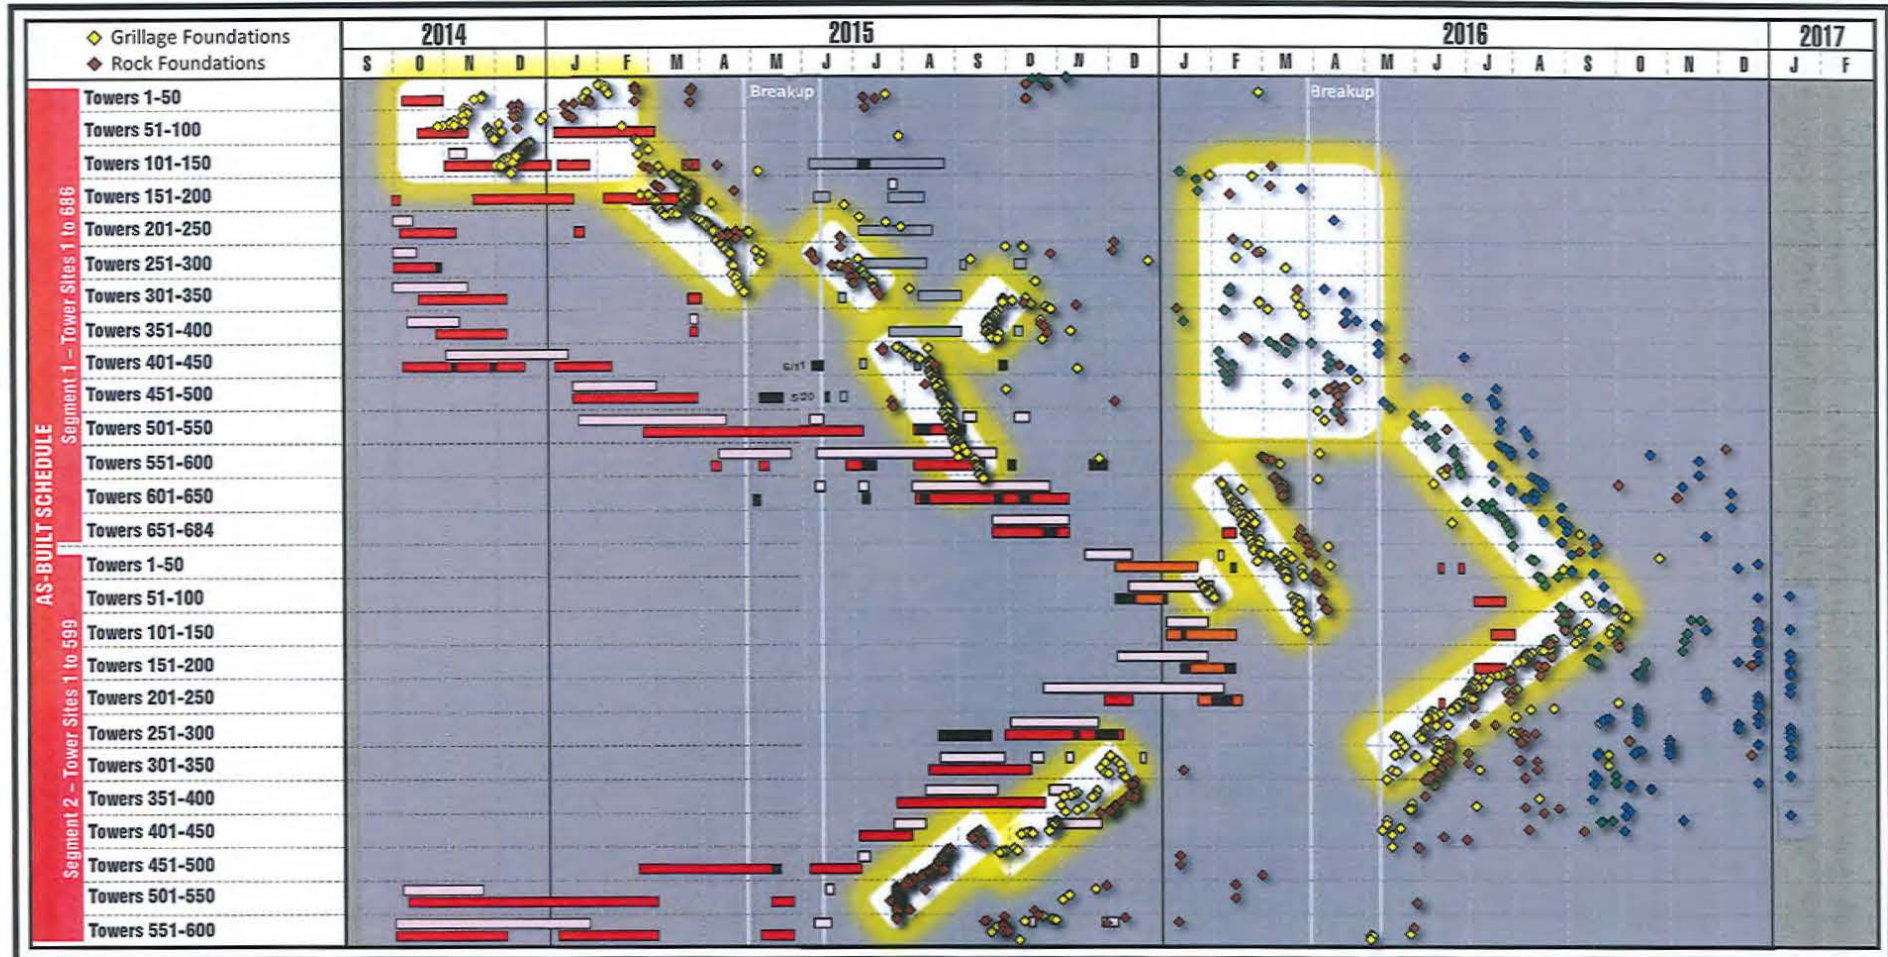 Grillage Foundations
Rock Foundations
2014 2015 2016 2017
S O N D J F M A M J J A S O N D J F M A M J J A S O N D J F
AS-BUILT SCHEDULE
Segment 1 – Tower Sites 1 to 686
Breakup Breakup
Towers 1-50
Towers 51-100
Towers 101-150
Towers 151-200
Towers 201-250
Towers 251-300
Towers 301-350
Towers 351-400
Towers 401-450
Towers 451-500
5/20
Towers 501-550
Towers 551-600
Towers 601-650
Towers 651-684
Segment 2 – Tower Sites 1 to 599
Towers 1-50
Towers 51-100
Towers 101-150
Towers 151-200
Towers 201-250
Towers 251-300
Towers 301-350
Towers 351-400
Towers 401-450
Towers 451-500
Towers 501-550
Towers 551-600